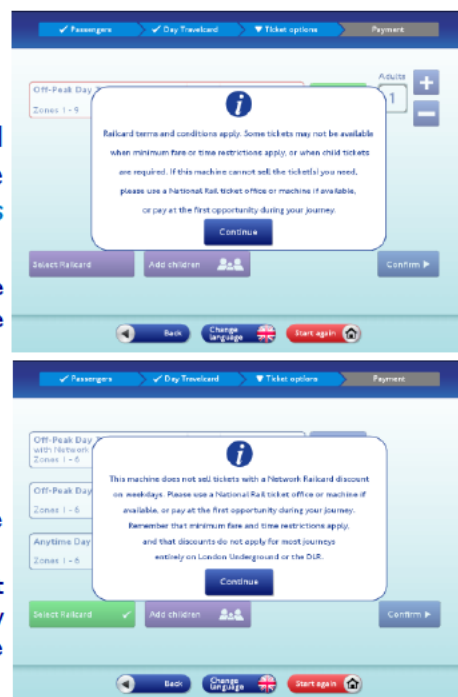 Passengers
Day Travelcard
Ticket options
Payment
Adults
Off-Peak Day
1
Zones 1 - 9
Railcard terms and conditions apply. Some tickets may not be available
when minimum fare or time restrictions apply, or when child tickets
are required. If this machine cannot sell the ticket(s) you need,
please use a National Rail ticket office or machine if available,
or pay at the first opportunity during your journey.
Continue
Select Railcard
Add children
Confirm
Back
Change language
Start again
Passengers
Day Travelcard
Ticket options
Payment
Off-Peak Day
with Network
Zones 1 - 6
Off-Peak Day
Zones 1 - 6
Anytime Day
Zones 1 - 6
This machine does not sell tickets with a Network Railcard discount
on weekdays. Please use a National Rail ticket office or machine if
available, or pay at the first opportunity during your journey.
Remember that minimum fare and time restrictions apply,
and that discounts do not apply for most journeys
entirely on London Underground or the DLR.
Continue
Select Railcard
Add children
Confirm
Back
Change language
Start again